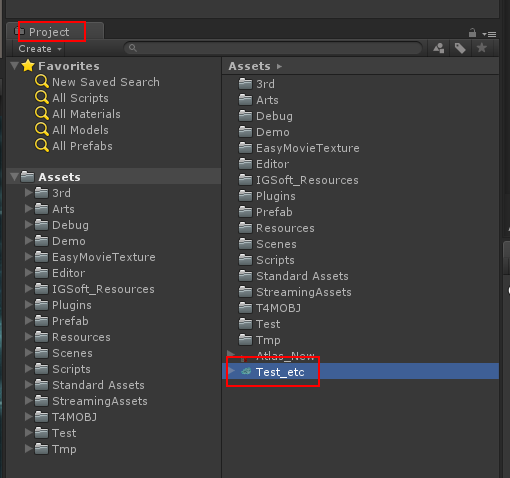 Project
Create
Favorites
New Saved Search
All Scripts
All Materials
All Models
All Prefabs
Assets
3rd
Arts
Debug
Demo
EasyMovieTexture
Editor
IGSoft_Resources
Plugins
Prefab
Resources
Scenes
Scripts
Standard Assets
StreamingAssets
T4MOBJ
Test
Tmp
Assets
3rd
Arts
Debug
Demo
EasyMovieTexture
Editor
IGSoft_Resources
Plugins
Prefab
Resources
Scenes
Scripts
Standard Assets
StreamingAssets
T4MOBJ
Test
Tmp
Atlas_New
Test_etc